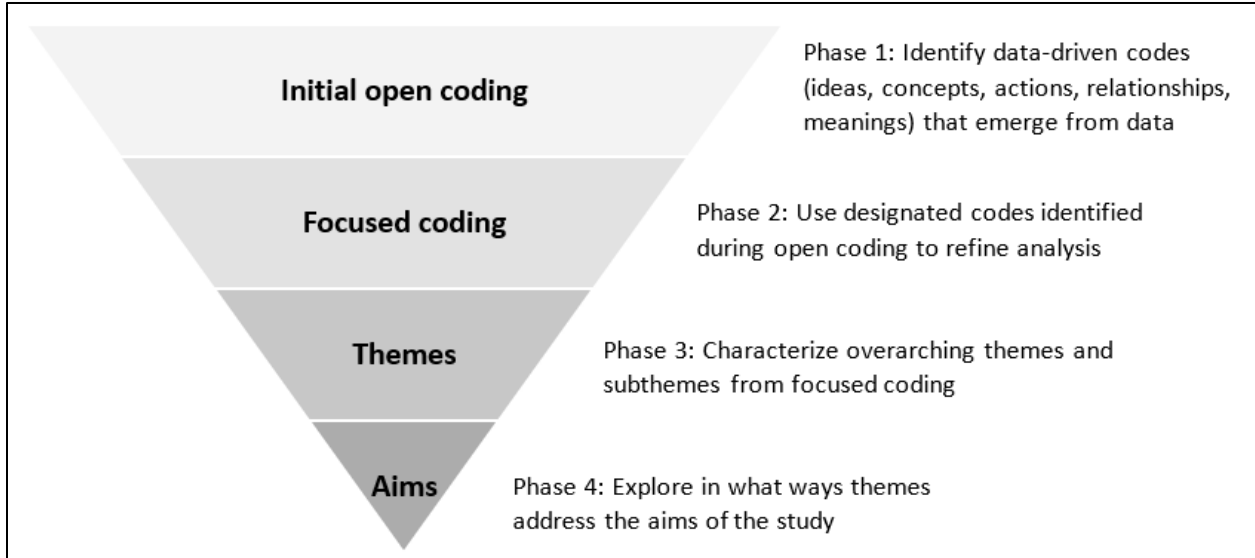 Initial open coding
Phase 1: Identify data-driven codes
(ideas, concepts, actions, relationships,
meanings) that emerge from data
Focused coding
Phase 2: Use designated codes identified
during open coding to refine analysis
Themes
Phase 3: Characterize overarching themes and
subthemes from focused coding
Aims
Phase 4: Explore in what ways themes
address the aims of the study